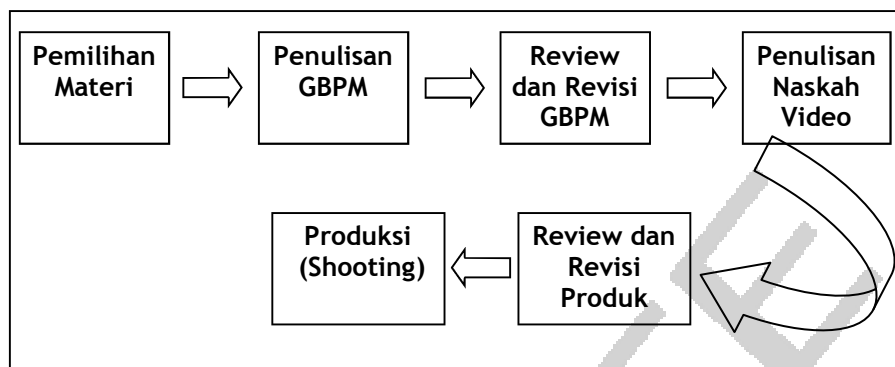 Pemilihan
Materi
Penulisan
GBPM
Review
dan Revisi
GBPM
Penulisan
Naskah
Video
Review dan
Revisi
Produk
Produksi
(Shooting)